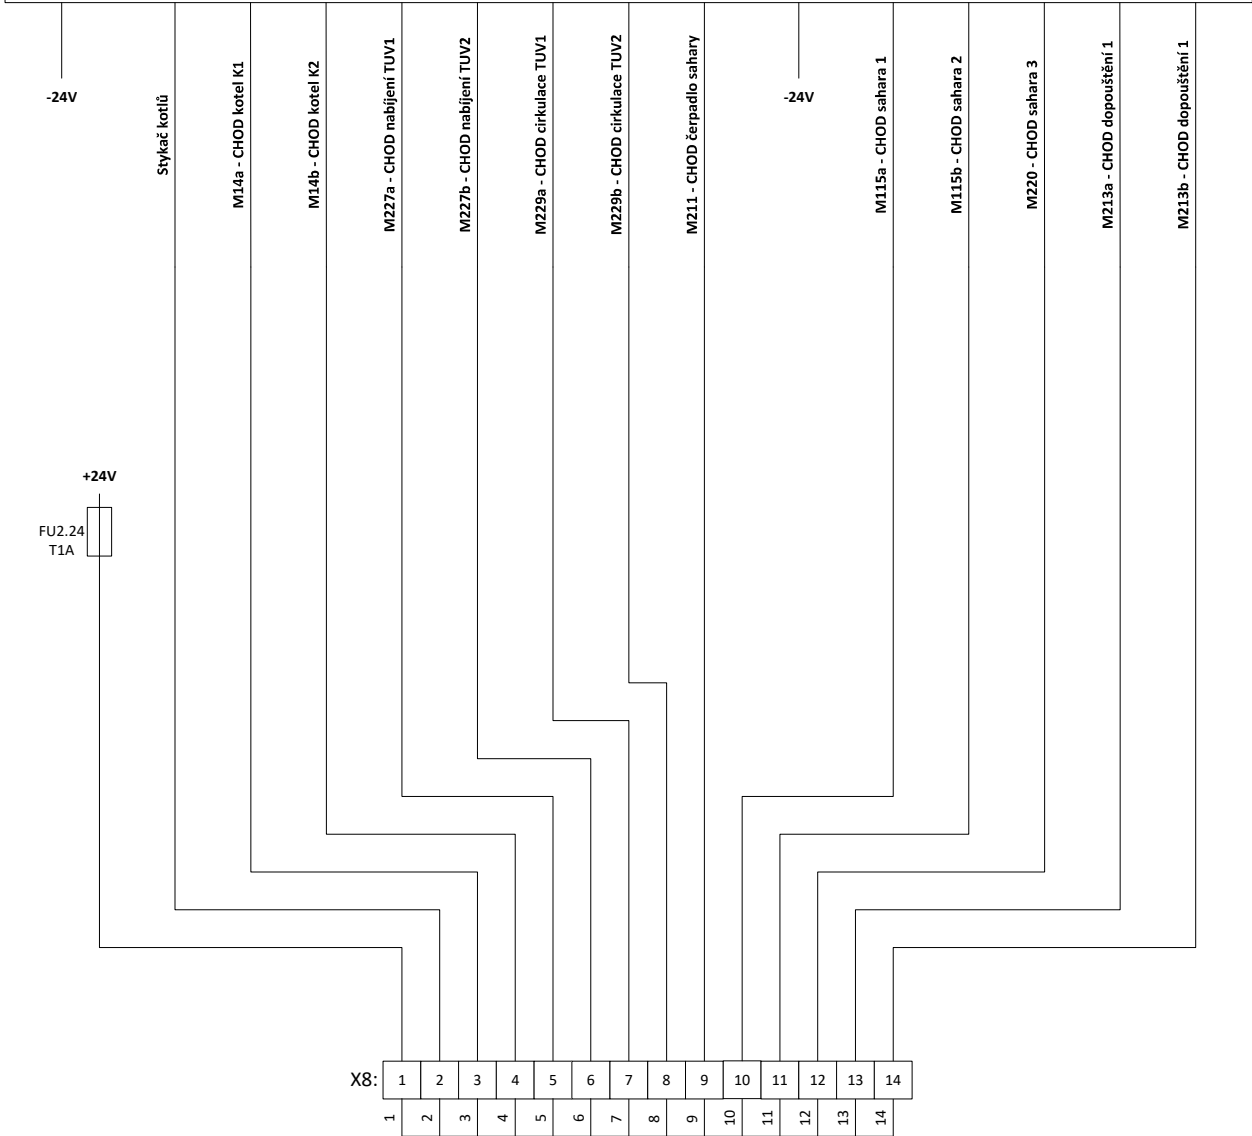 -24V
Stykač kotlů
M14a - CHOD kotel K1
M14b - CHOD kotel K2
M227a - CHOD nabíjení TUV1
M227b - CHOD nabíjení TUV2
M229a - CHOD cirkulace TUV1
M229b - CHOD cirkulace TUV2
M211 - CHOD čerpadlo sahary
-24V
M115a - CHOD sahara 1
M115b - CHOD sahara 2
M220 - CHOD sahara 3
M213a - CHOD dopouštění 1
M213b - CHOD dopouštění 1
+24V
FU2.24
T1A
X8: 1 2 3 4 5 6 7 8 9 10 11 12 13 14
1 2 3 4 5 6 7 8 9 10 11 12 13 14